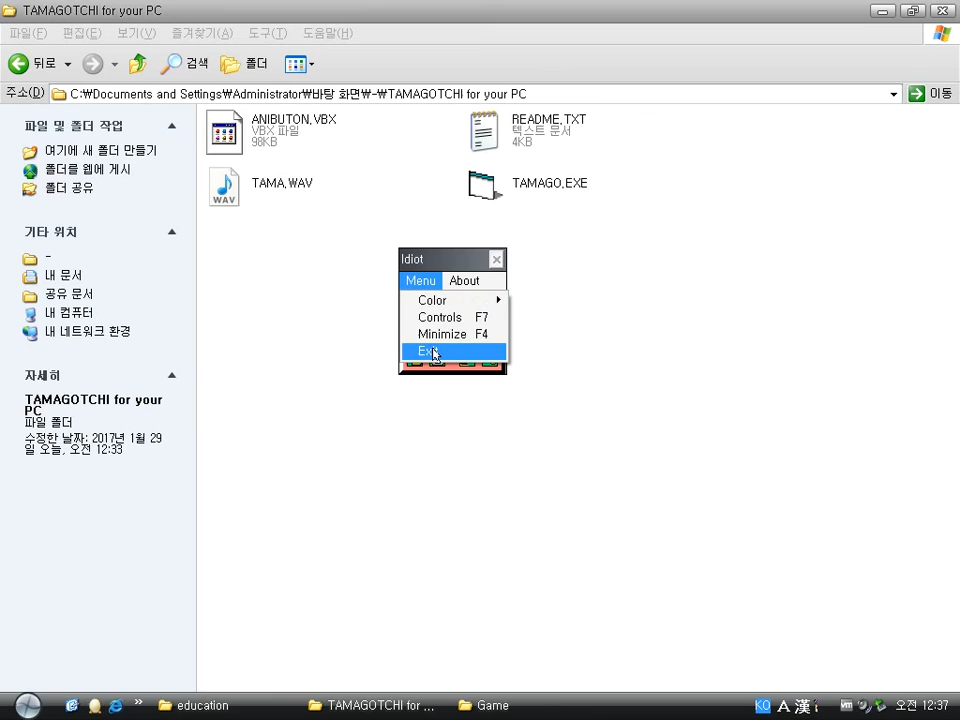 TAMAGOTCHI for your PC
파일(F) 편집(E) 보기(V) 즐겨찾기(A) 도구(T) 도움말(H)
뒤로 검색 폴더
주소(D) C:₩Documents and Settings₩Administrator₩바탕 화면₩-₩TAMAGOTCHI for your PC 이동
파일 및 폴더 작업
여기에 새 폴더 만들기
폴더를 웹에 게시
폴더 공유
기타 위치
-
내 문서
공유 문서
내 컴퓨터
내 네트워크 환경
자세히
TAMAGOTCHI for your
PC
파일 폴더
수정한 날짜: 2017년 1월 29
일 오늘, 오전 12:33
ANIBUTON.VBX
VBX 파일
98KB
README.TXT
텍스트 문서
4KB
WAV
TAMA.WAV
TAMAGO.EXE
Idiot
Menu About
Color
Controls F7
Minimize F4
Exit
education
TAMAGOTCHI for ...
Game
KO A 漢
vm
오전 12:37